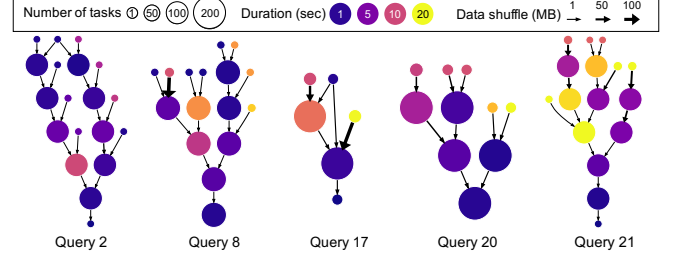 Number of tasks 1 50 100 200 Duration (sec) 1 5 10 20 Data shuffle (MB) 1 50 100
Query 2 Query 8 Query 17 Query 20 Query 21